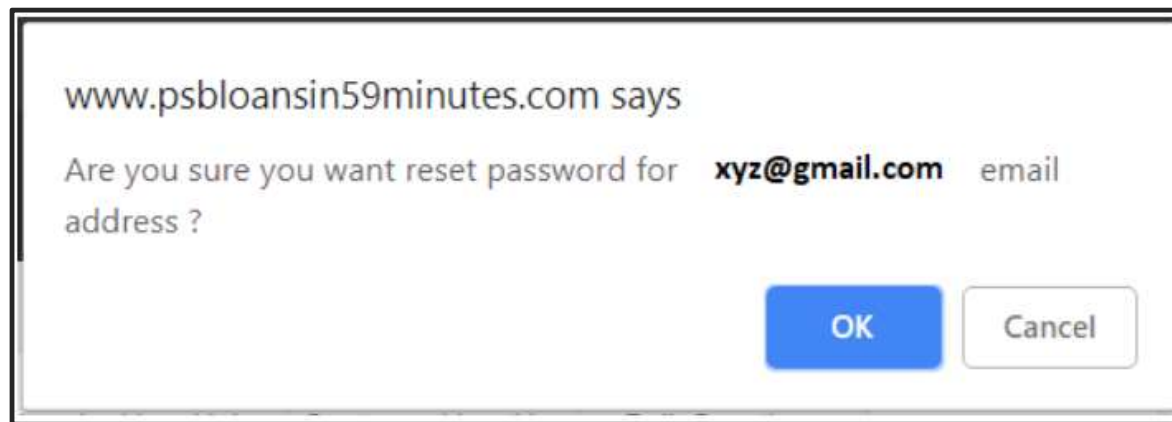 www.psbloansin59minutes.com says
Are you sure you want reset password for xyz@gmail.com email
address ?
OK Cancel